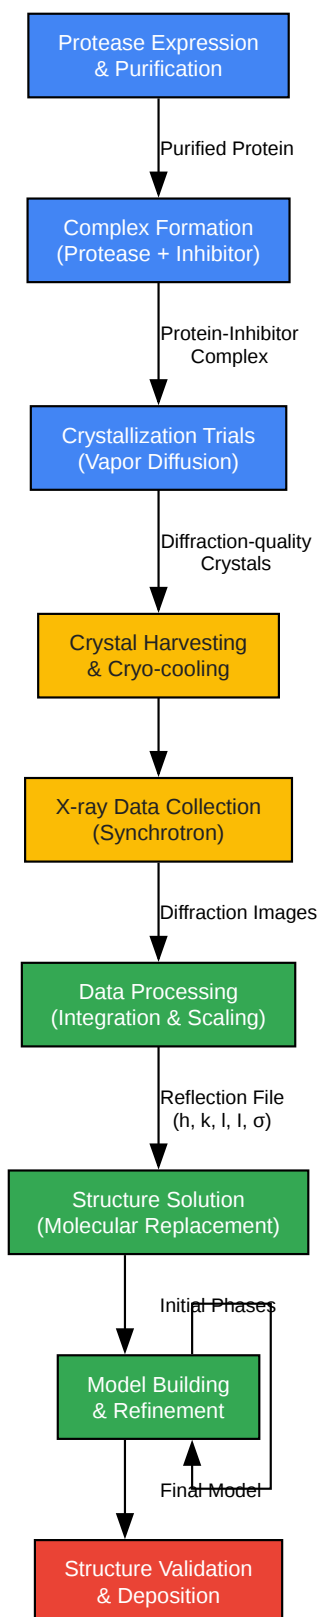 Protease Expression
& Purification
Purified Protein
Complex Formation
(Protease + Inhibitor)
Protein-Inhibitor
Complex
Crystallization Trials
(Vapor Diffusion)
Diffraction-quality
Crystals
Crystal Harvesting
& Cryo-cooling
X-ray Data Collection
(Synchrotron)
Diffraction Images
Data Processing
(Integration & Scaling)
Reflection File
(h, k, l, I, σ)
Structure Solution
(Molecular Replacement)
Initial Phases
Model Building
& Refinement
Final Model
Structure Validation
& Deposition